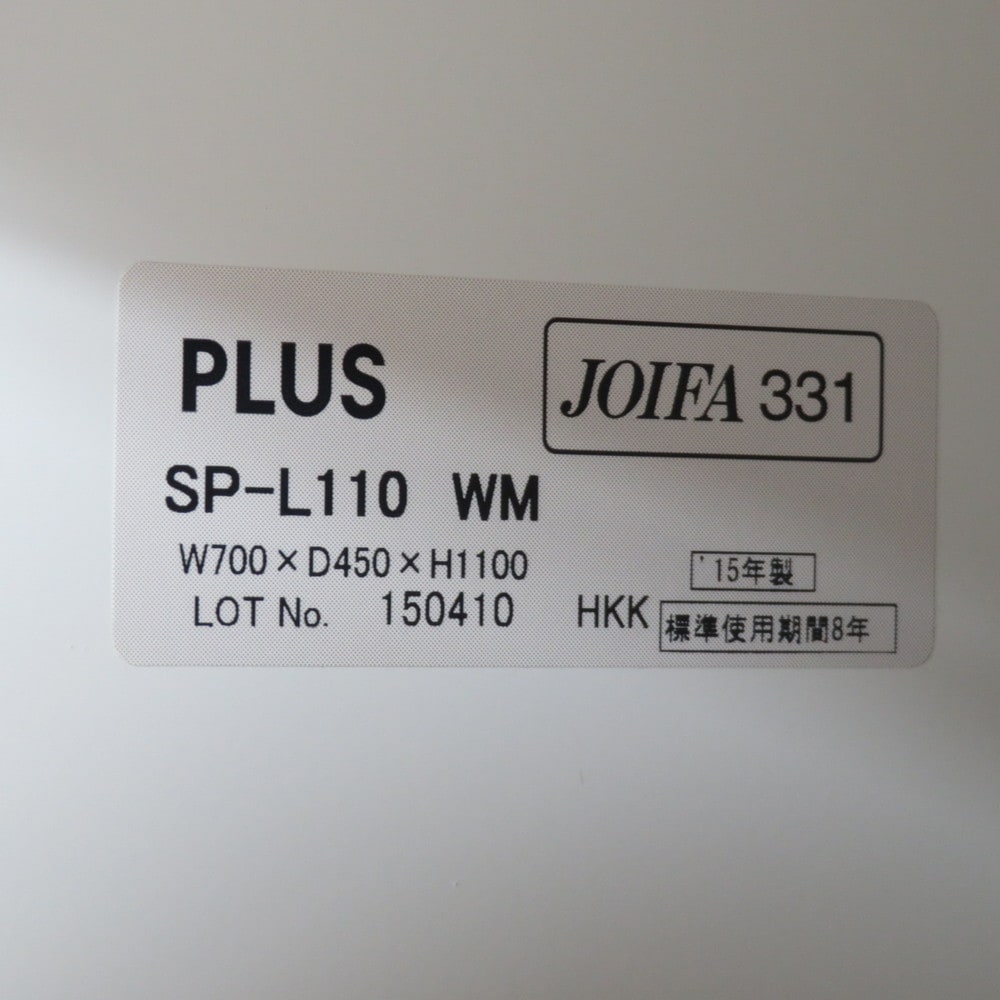 PLUS
JOIFA 331
SP-L110 WM
W700×D450×H1100
'15年製
LOT No. 150410 HKK
標準使用期間8年